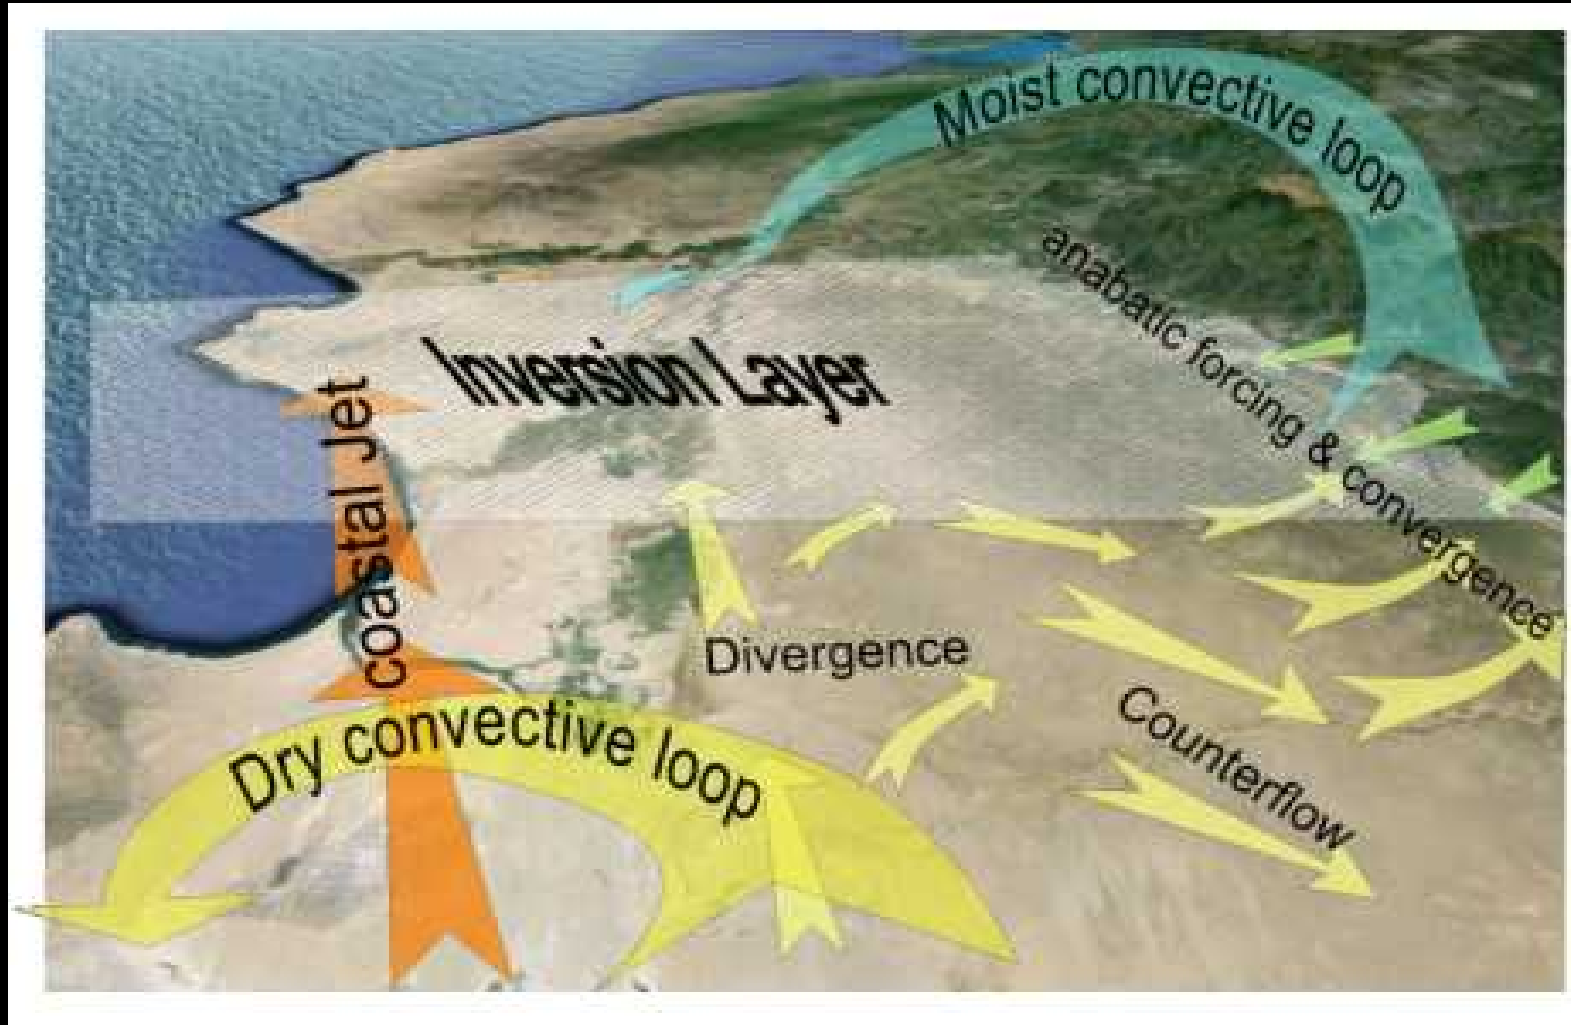 Moist convective loop
anabatic forcing & convergence
Inversion Layer
coastal Jet
Divergence
Counterflow
Dry convective loop